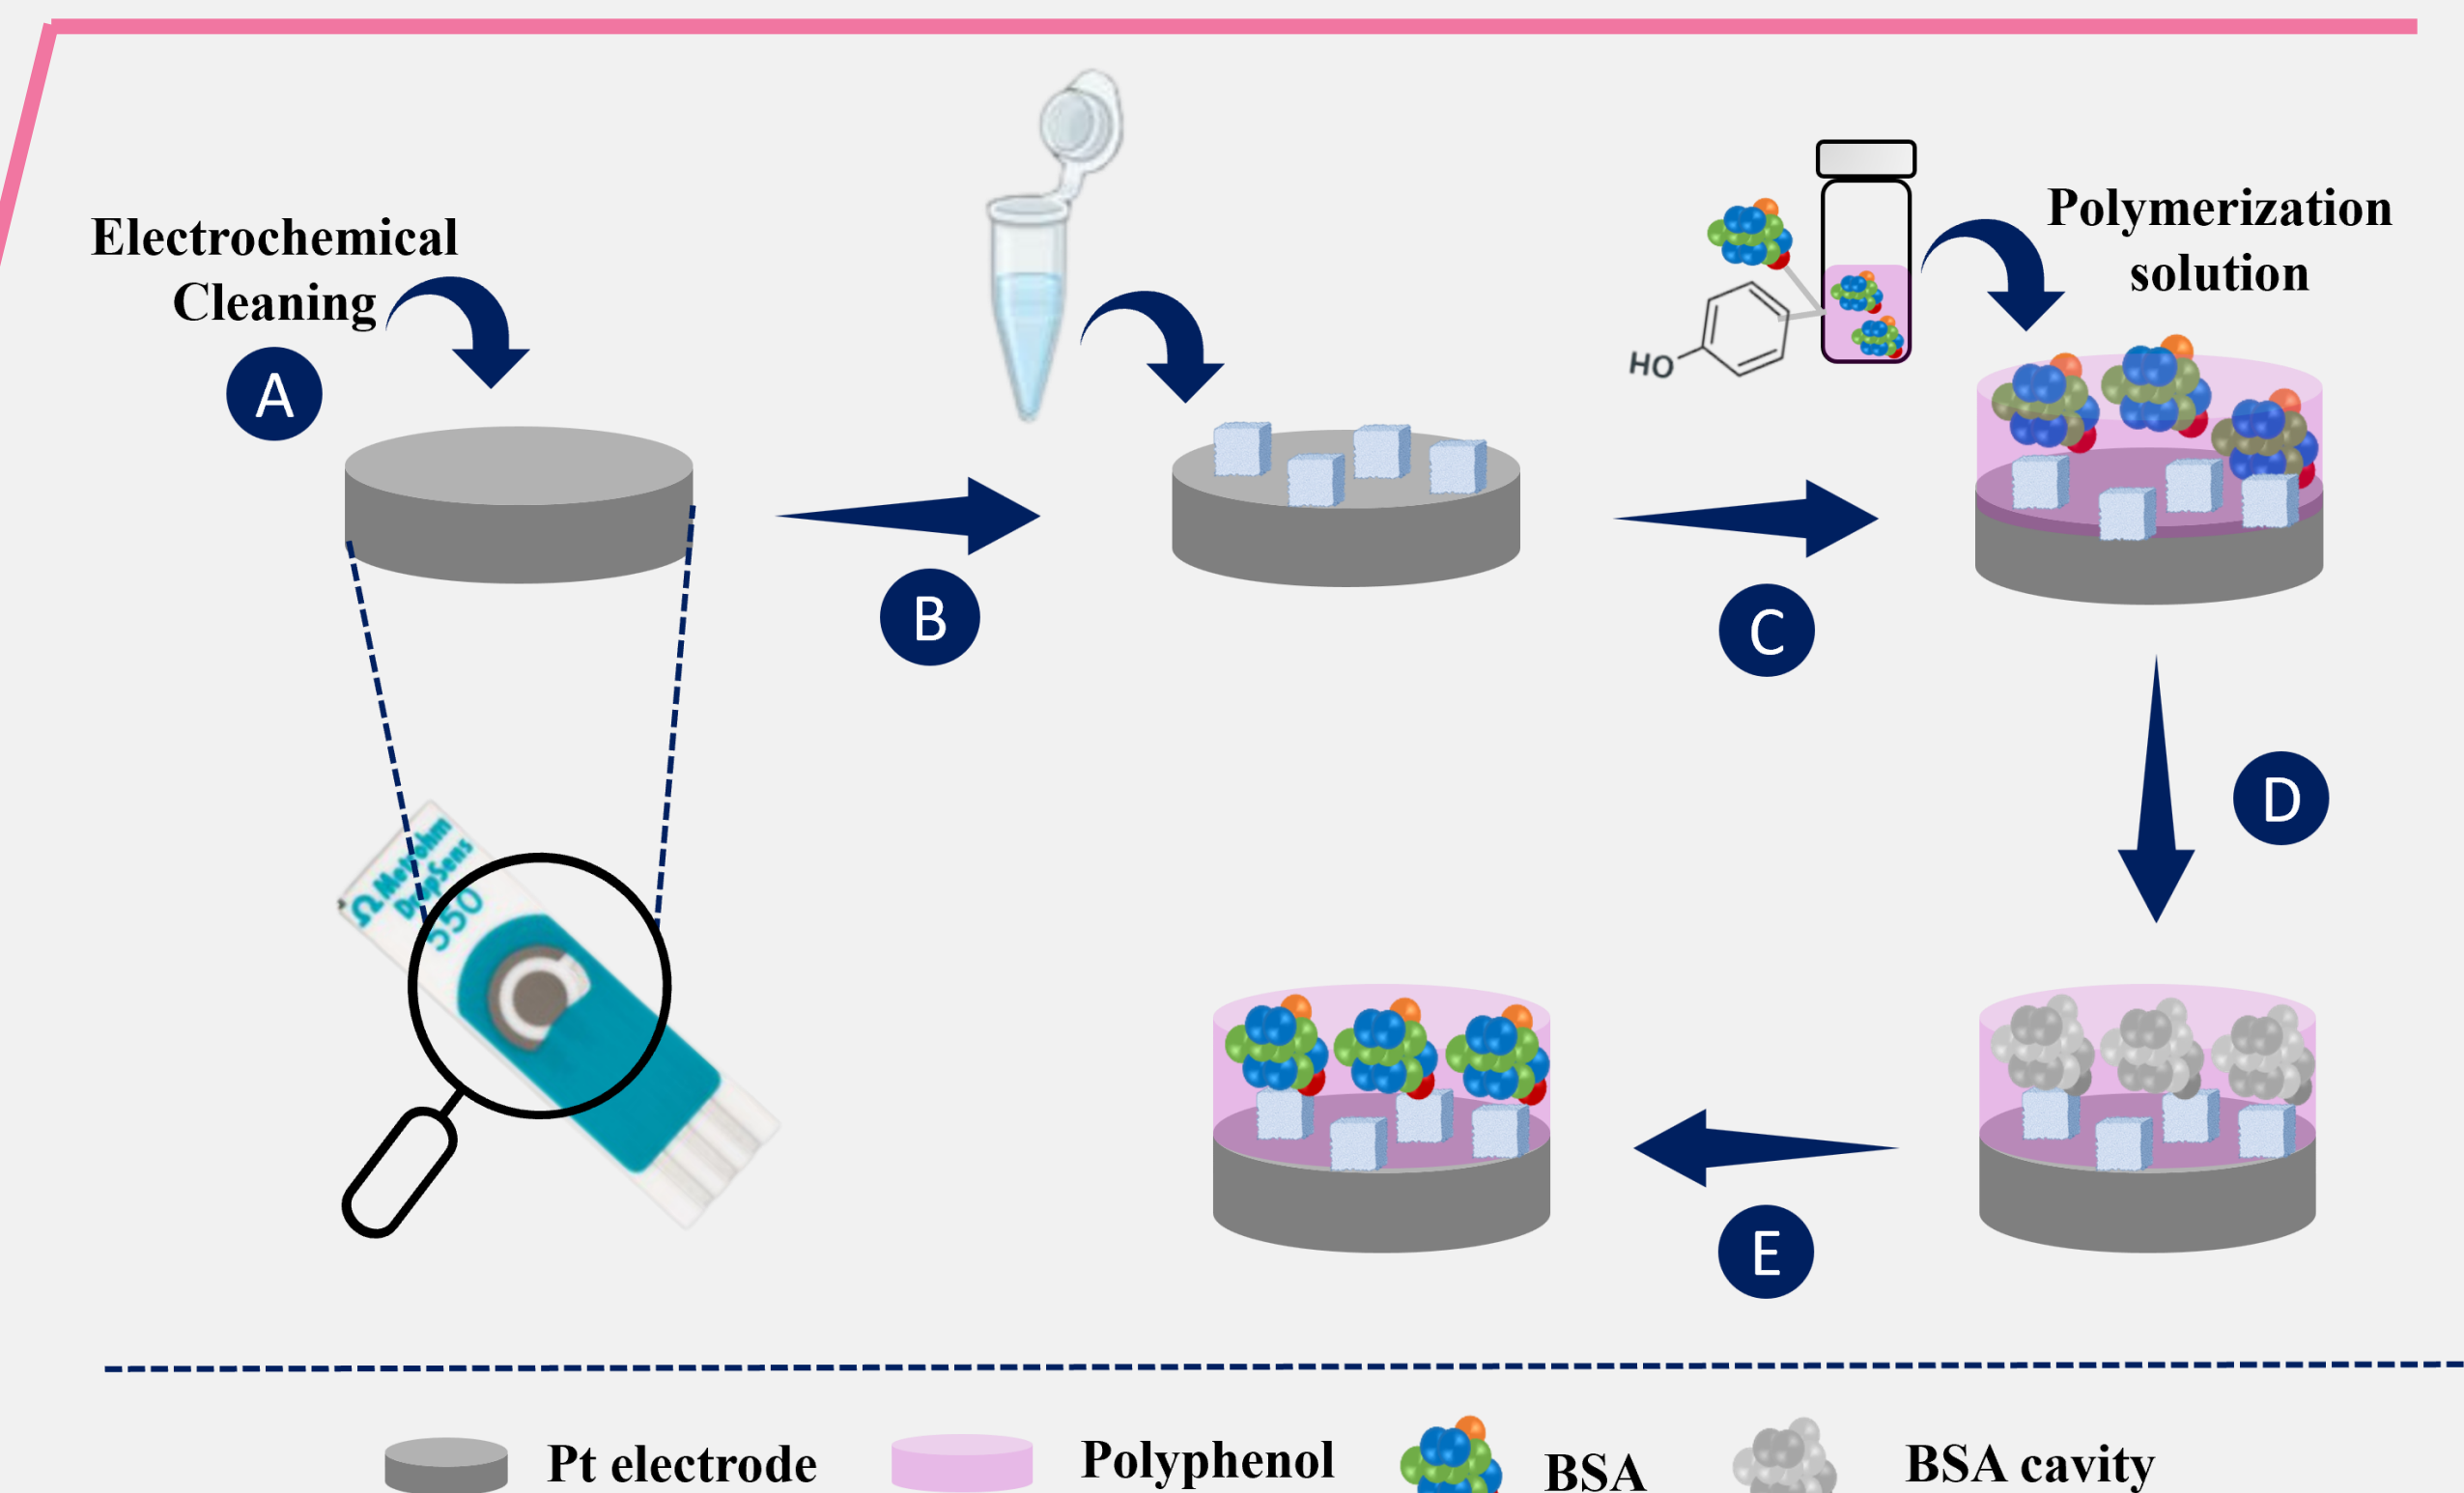 Electrochemical
Cleaning
A
B
HO
Polymerization
solution
C
D
Ω Metrohm
DropSens
550
E
Pt electrode
Polyphenol
BSA
BSA cavity